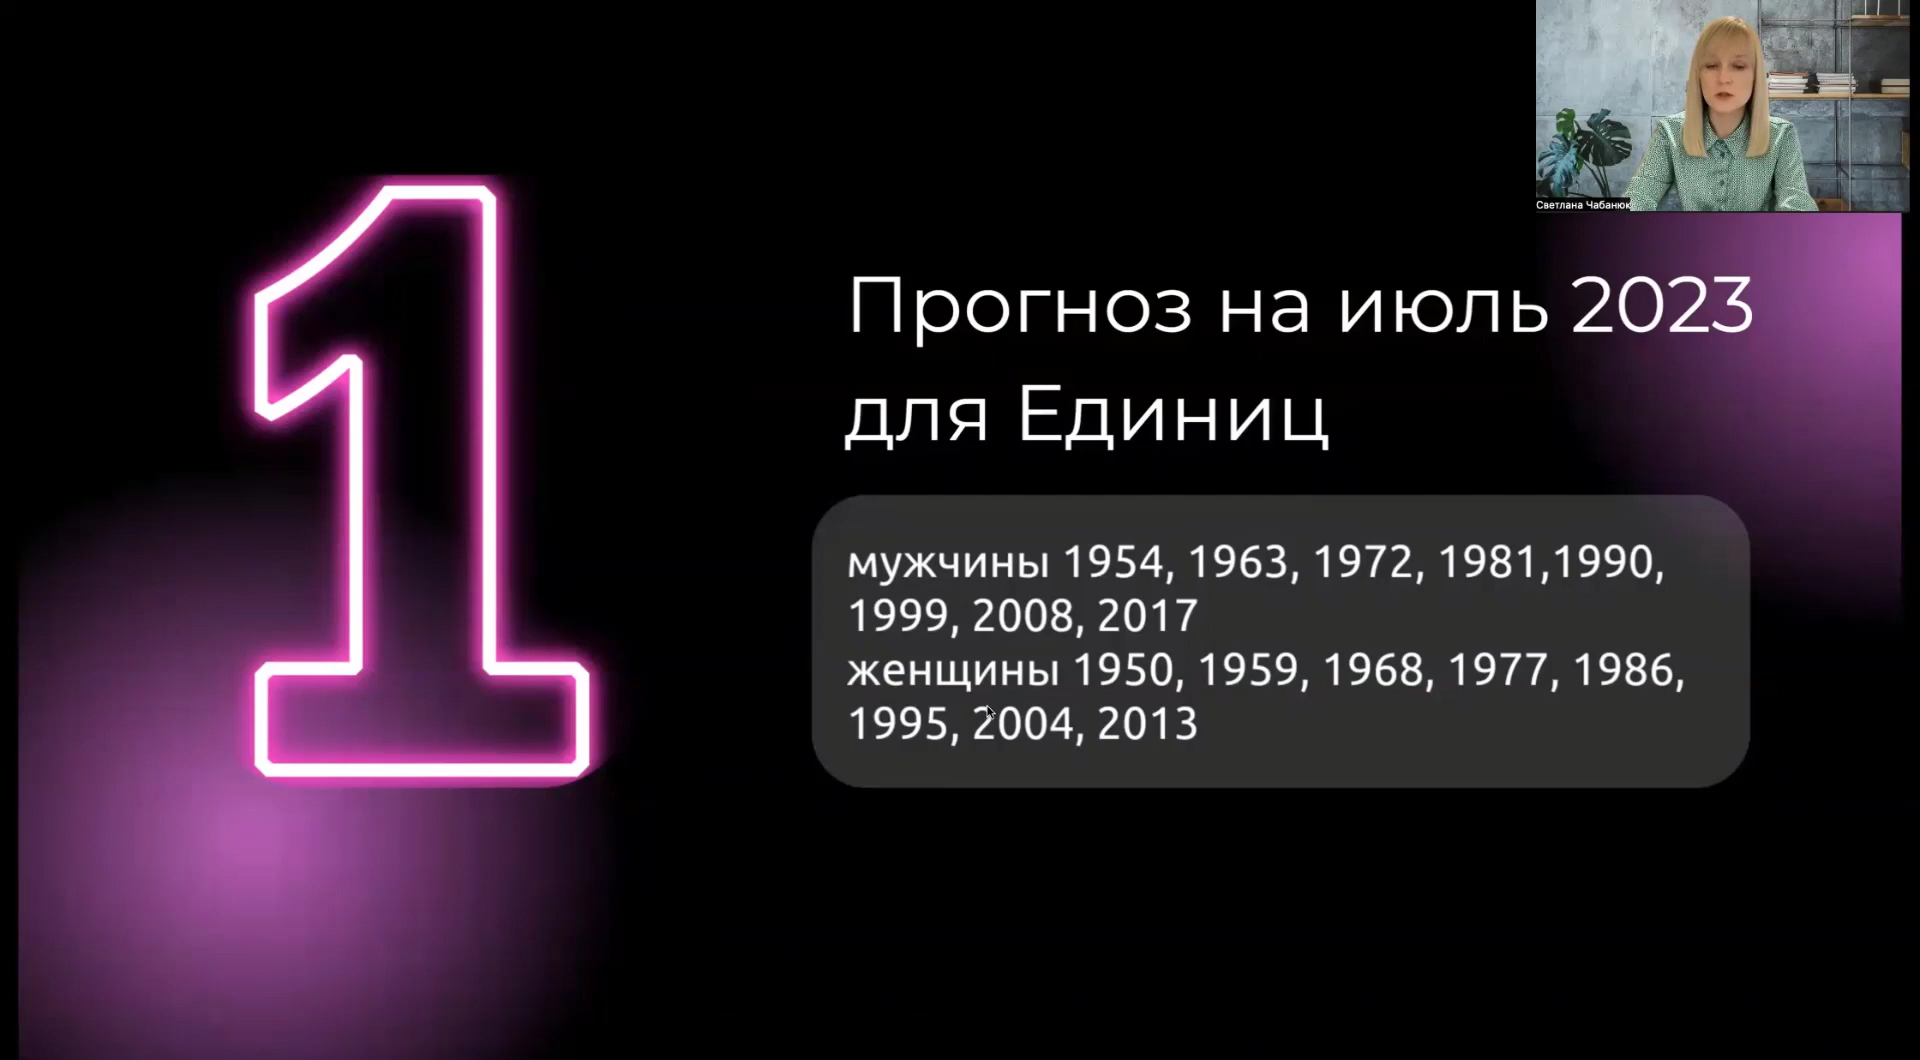 Светлана Чабанюк
1
Прогноз на июль 2023
для Единиц
мужчины 1954, 1963, 1972, 1981,1990,
1999, 2008, 2017
женщины 1950, 1959, 1968, 1977, 1986,
1995, 2004, 2013